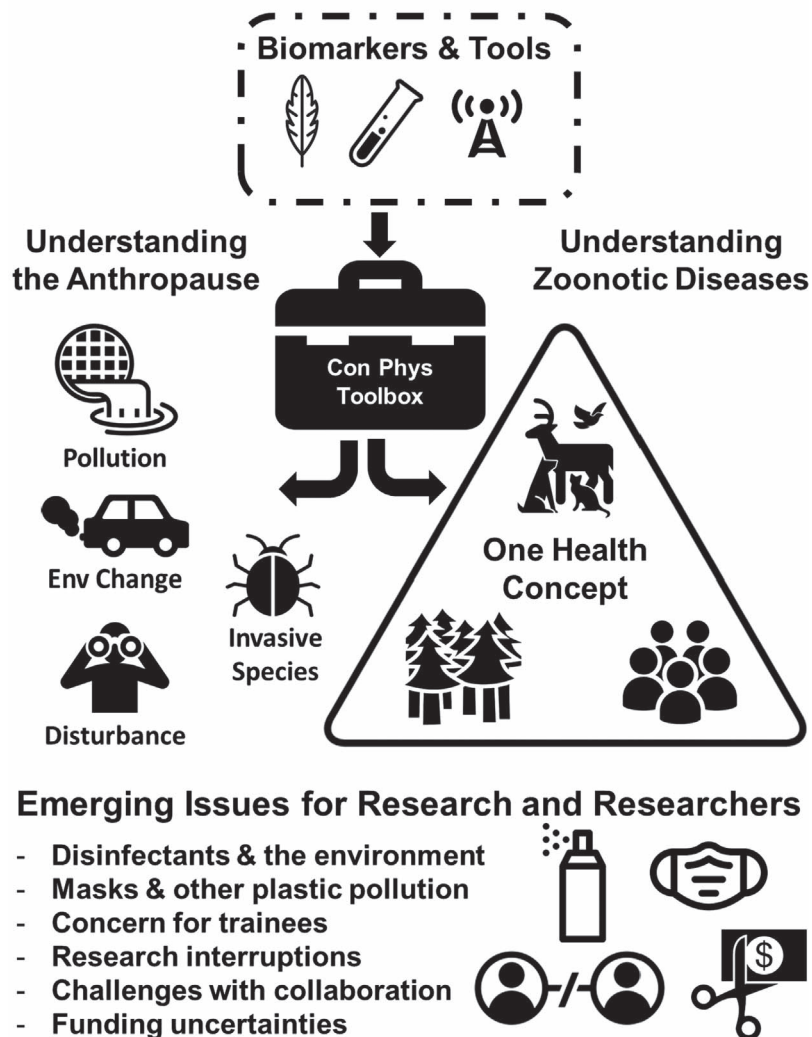 Biomarkers & Tools
Understanding
the Anthropause
Understanding
Zoonotic Diseases
Con Phys
Toolbox
Pollution
Env Change
Disturbance
Invasive
Species
One Health
Concept
Emerging Issues for Research and Researchers
- Disinfectants & the environment
- Masks & other plastic pollution
- Concern for trainees
- Research interruptions
- Challenges with collaboration
- Funding uncertainties
$